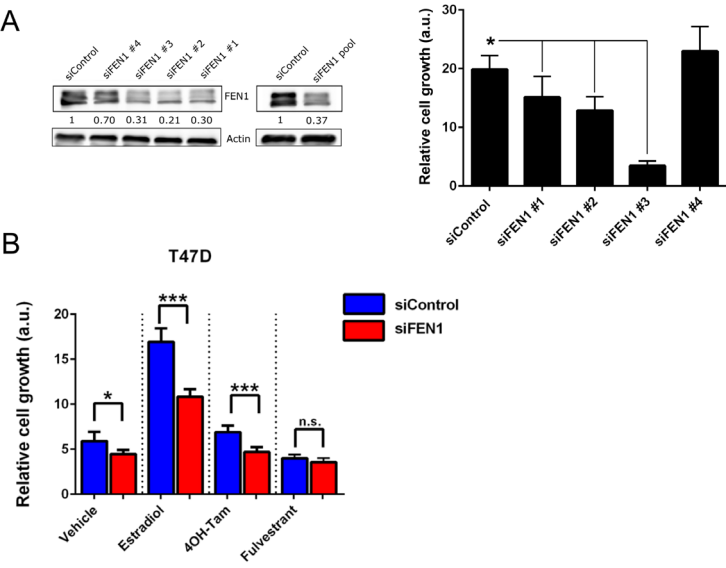 A
siControl siFEN1 #4 siFEN1 #3 siFEN1 #2 siFEN1 #1
FEN1
1 0.70 0.31 0.21 0.30
Actin
siControl siFEN1 pool
1 0.37
Relative cell growth (a.u.)
30
20
10
0
*
siControl siFEN1 #1 siFEN1 #2 siFEN1 #3 siFEN1 #4
B
T47D
Relative cell growth (a.u.)
20
15
10
5
0
* *** *** n.s.
Vehicle Estradiol 4OH-Tam Fulvestrant
siControl
siFEN1